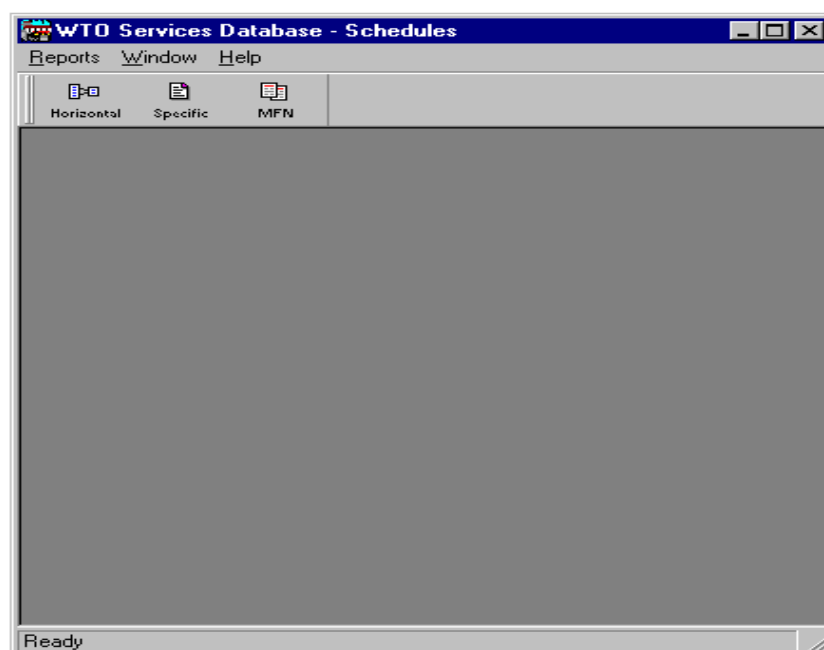 WTO Services Database - Schedules
Reports Window Help
Horizontal Specific MFN
Ready